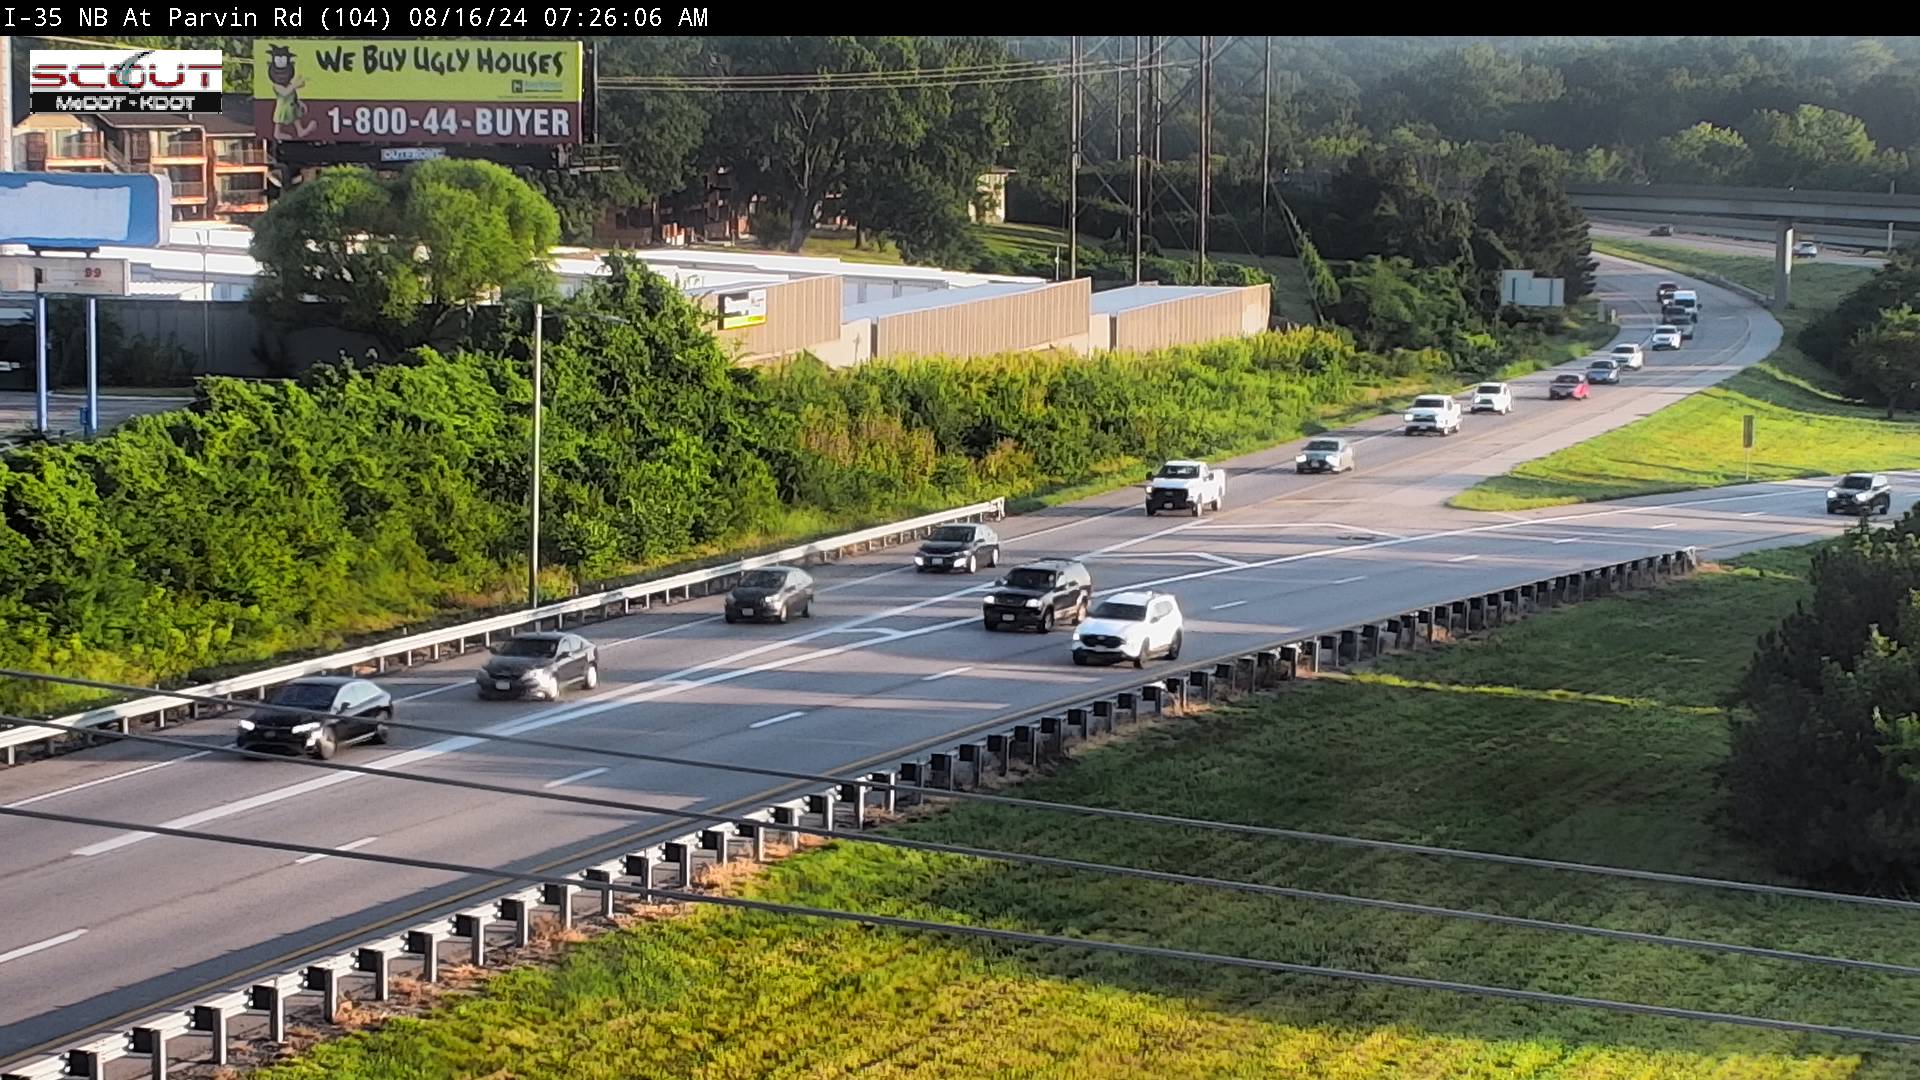 I-35 NB At Parvin Rd (104) 08/16/24 07:26:06 AM
SCOUT
MoDOT - KDOT
WE BUY UGLY HOUSES
1-800-44-BUYER
OUTFRONT
99